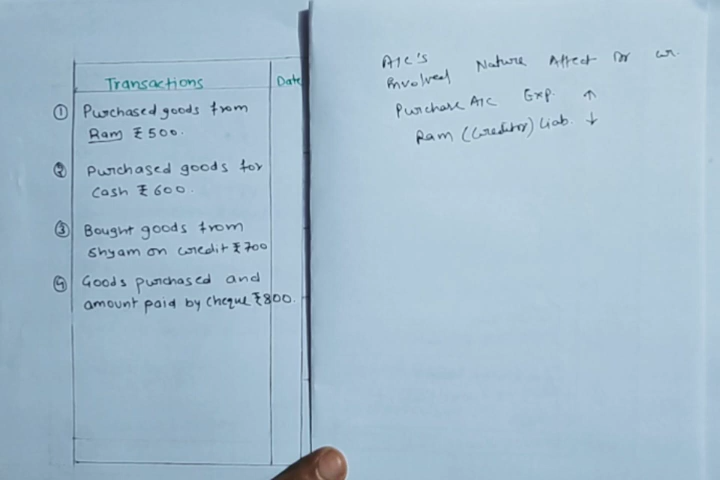 Transactions
Date
① Purchased goods from
Ram ₹ 500.
② Purchased goods for
cash ₹ 600.
③ Bought goods from
Shyam on credit ₹ 700
④ Goods purchased and
amount paid by cheque ₹ 800.
A/c's
Involved Nature Affect Dr cr.
Purchase A/c Exp. ↑
Ram (Creditor) Liab. ↓